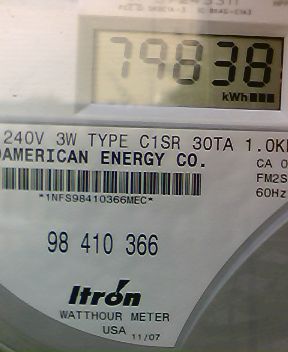 79838
kWh
240V 3W TYPE C1SR 30TA 1.0K
AMERICAN ENERGY CO.
CA 0
FM2S
60Hz
*1NFS98410366MEC*
98 410 366
Itron
WATTHOUR METER
USA 11/07